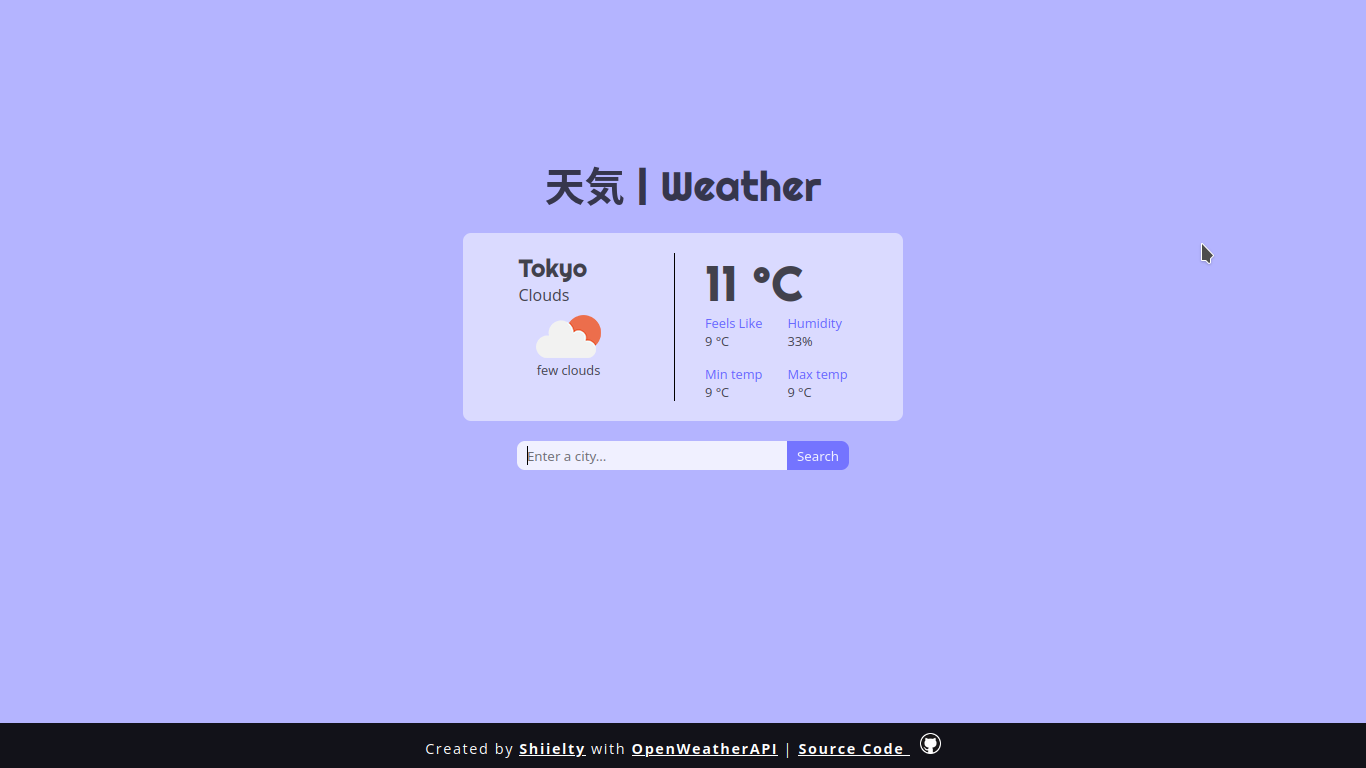 天気 | Weather
Tokyo
Clouds
few clouds
11 °C
Feels Like Humidity
9 °C 33%
Min temp Max temp
9 °C 9 °C
Enter a city... Search
Created by Shiielty with OpenWeatherAPI | Source Code